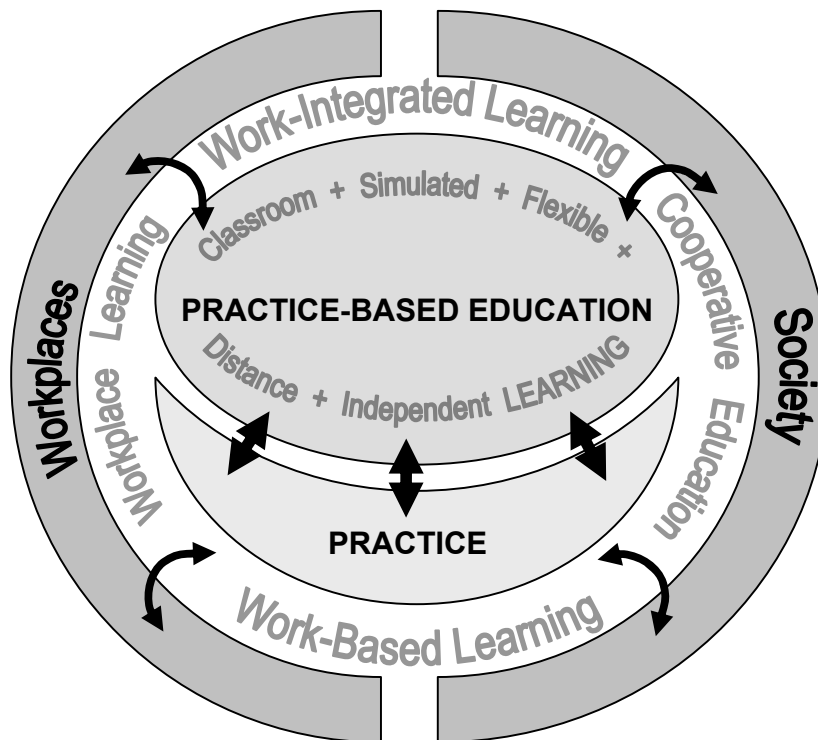 Work-Integrated Learning
Classroom + Simulated + Flexible +
PRACTICE-BASED EDUCATION
Distance + Independent LEARNING
Workplaces
Workplace Learning
Cooperative Education
Society
PRACTICE
Work-Based Learning